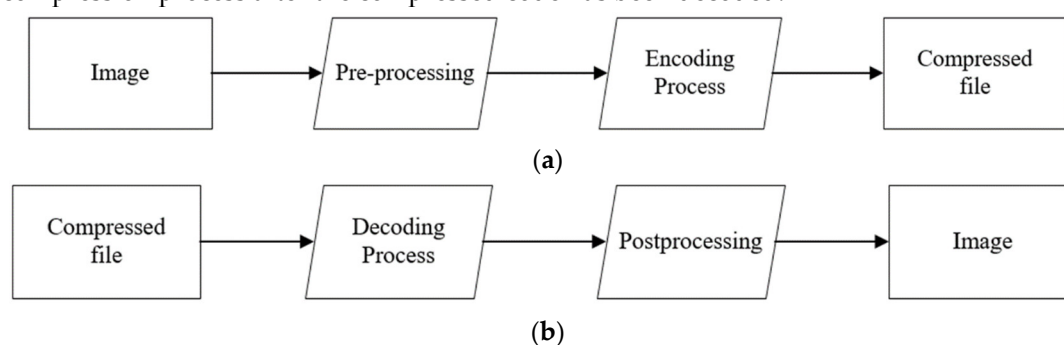 Image
Pre-processing
Encoding
Process
Compressed
file
(a)
Compressed
file
Decoding
Process
Postprocessing
Image
(b)